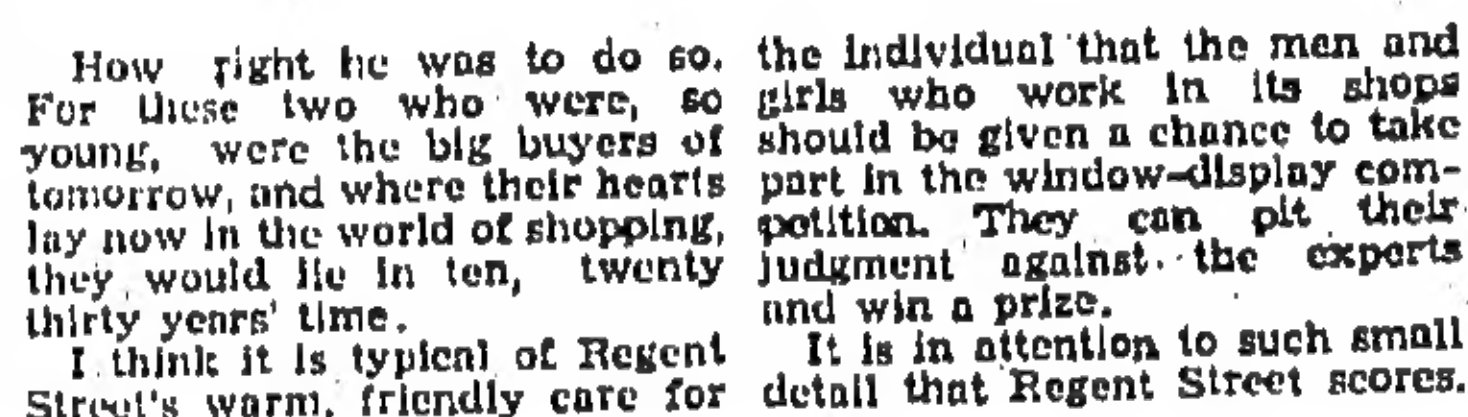 How right he was to do so.
For these two who were, so
young, were the big buyers of
tomorrow, and where their hearts
lay now in the world of shopping,
they would lie in ten, twenty
thirty years' time.
I think it is typical of Regent
Street's warm, friendly care for
the individual that the men and
girls who work in its shops
should be given a chance to take
part in the window-display com-
petition. They can pit their
judgment against the experts
and win a prize.
It is in attention to such small
detail that Regent Street scores.